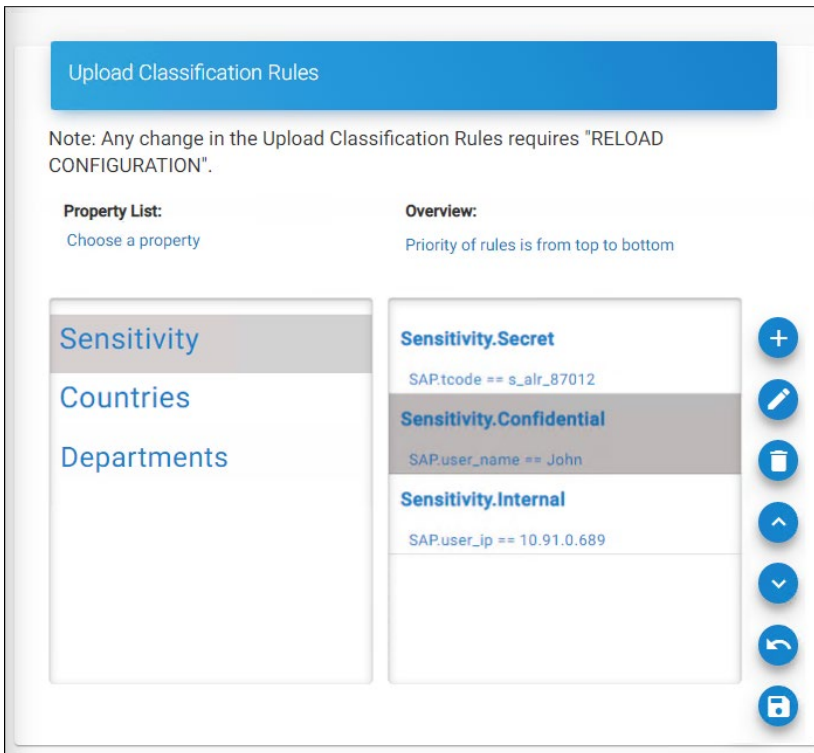 Upload Classification Rules
Note: Any change in the Upload Classification Rules requires "RELOAD
CONFIGURATION".
Property List:
Choose a property
Overview:
Priority of rules is from top to bottom
Sensitivity
Countries
Departments
Sensitivity.Secret
SAP.tcode == s_alr_87012
Sensitivity.Confidential
SAP.user_name == John
Sensitivity.Internal
SAP.user_ip == 10.91.0.689